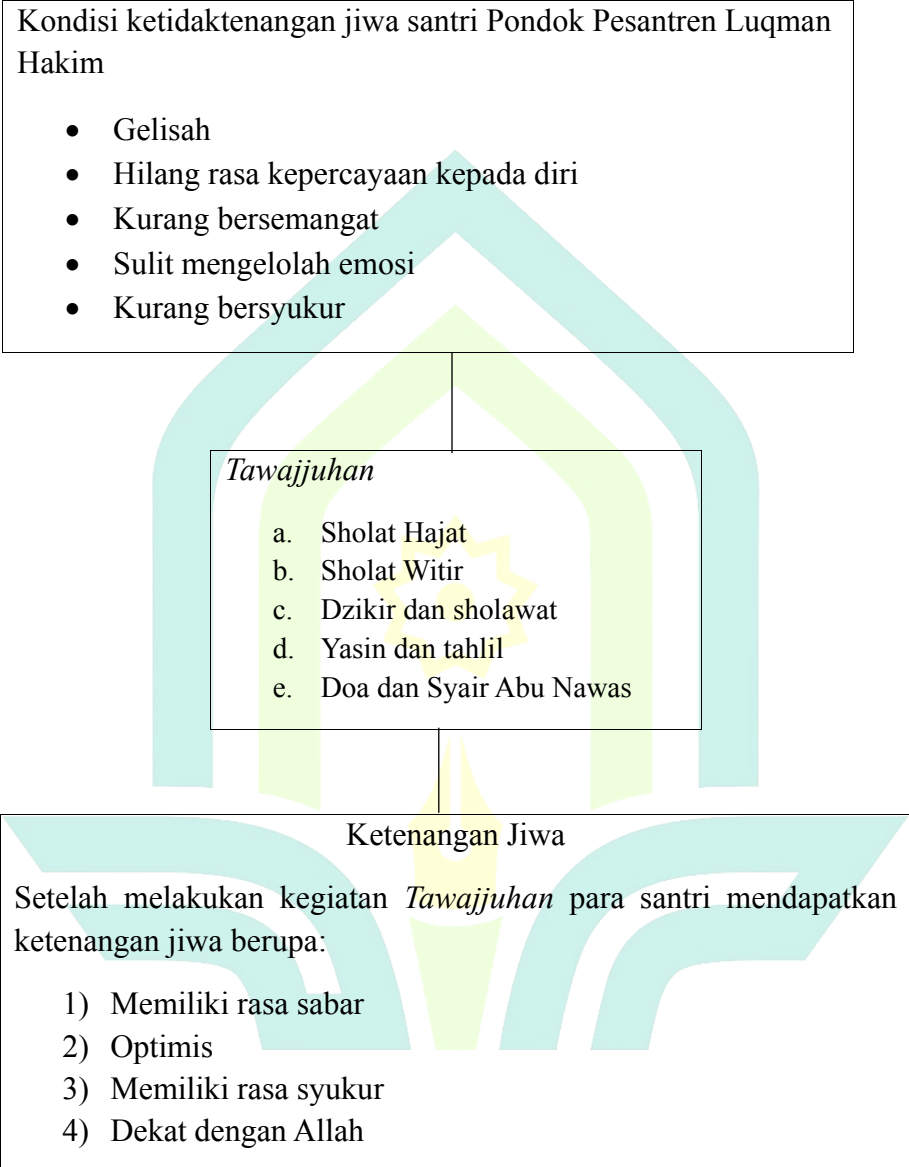 Kondisi ketidaktenangan jiwa santri Pondok Pesantren Luqman
Hakim
• Gelisah
• Hilang rasa kepercayaan kepada diri
• Kurang bersemangat
• Sulit mengelolah emosi
• Kurang bersyukur
Tawajjuhan
a. Sholat Hajat
b. Sholat Witir
c. Dzikir dan sholawat
d. Yasin dan tahlil
e. Doa dan Syair Abu Nawas
Ketenangan Jiwa
Setelah melakukan kegiatan Tawajjuhan para santri mendapatkan
ketenangan jiwa berupa:
1) Memiliki rasa sabar
2) Optimis
3) Memiliki rasa syukur
4) Dekat dengan Allah